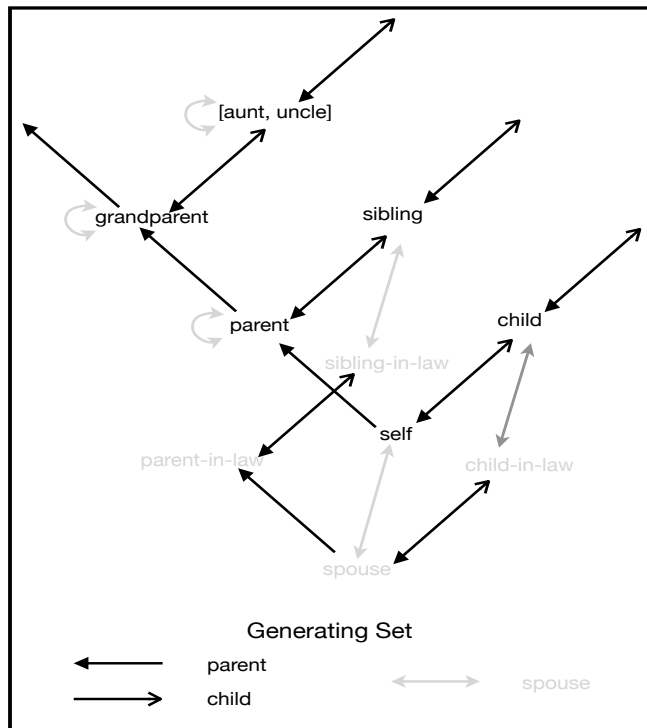 [aunt, uncle]
grandparent
sibling
parent
child
sibling-in-law
self
parent-in-law
child-in-law
spouse
Generating Set
parent
spouse
child